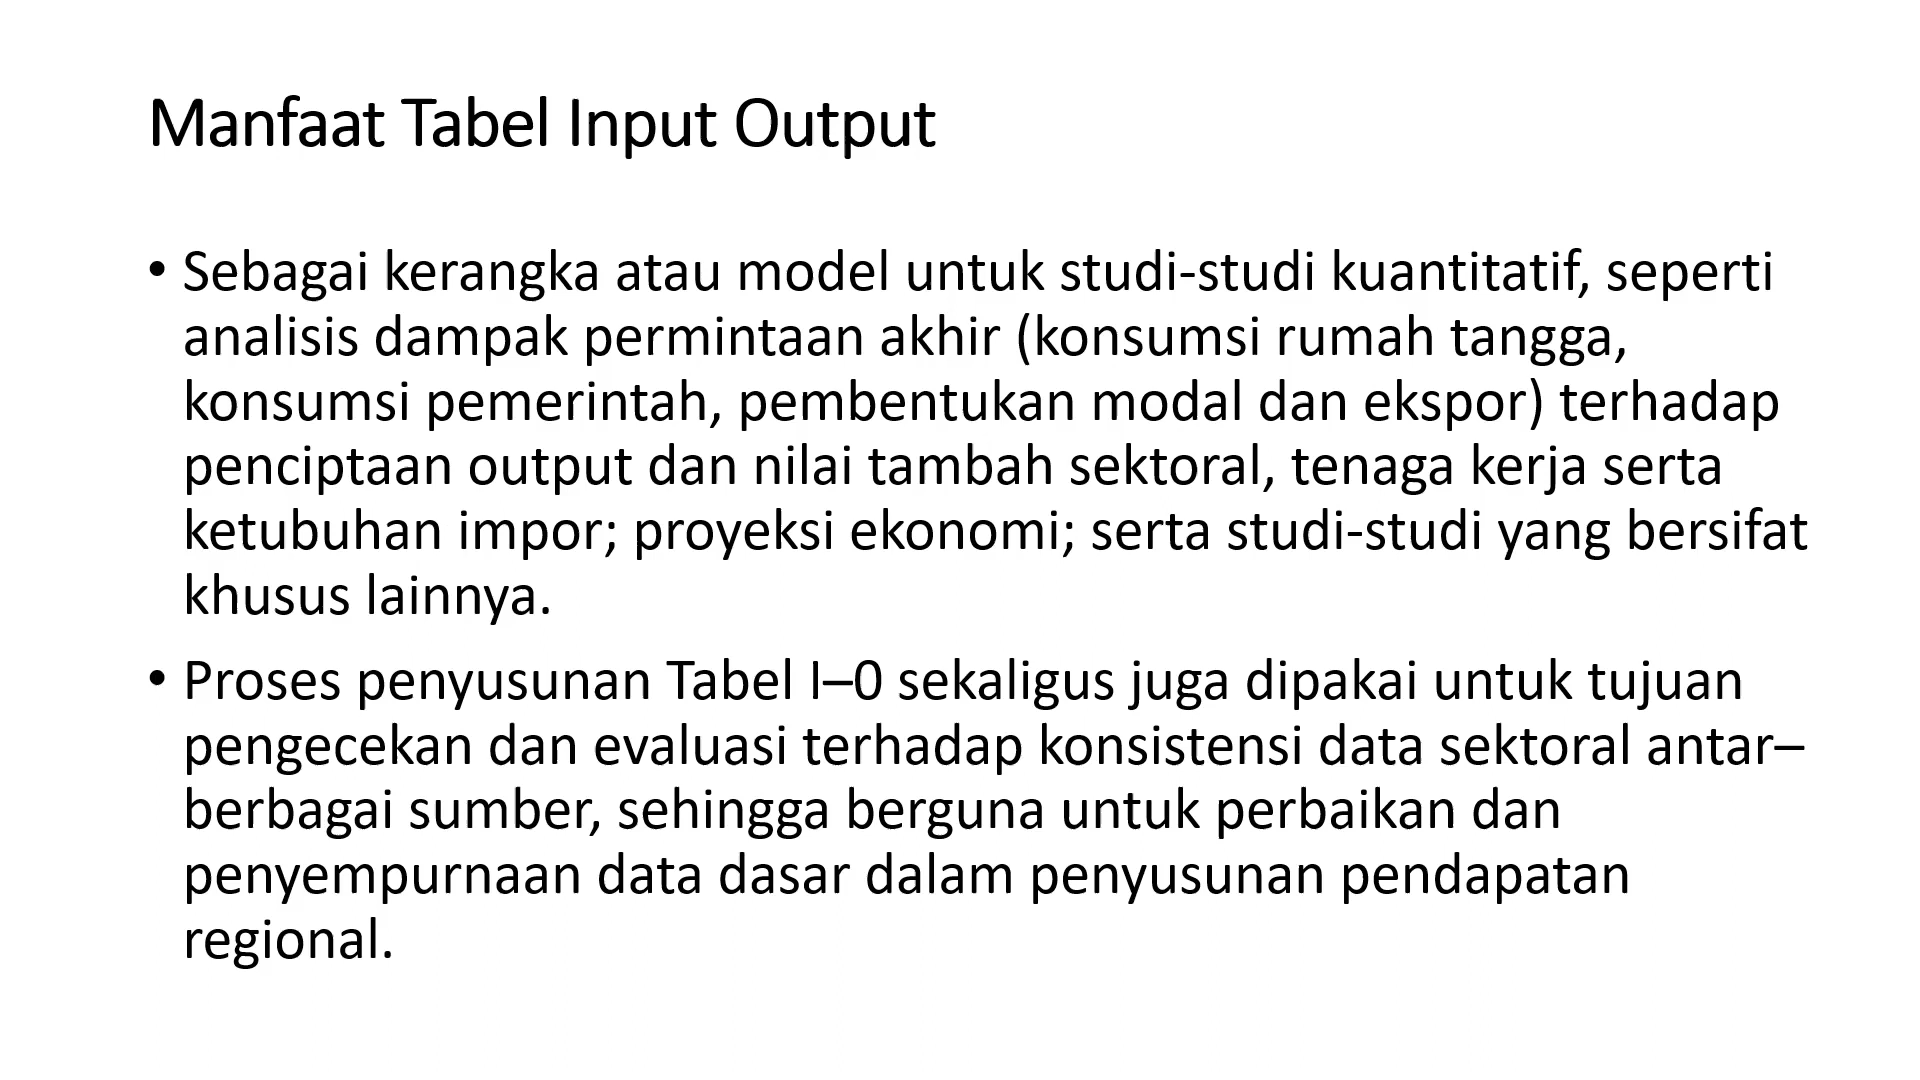 Manfaat Tabel Input Output
• Sebagai kerangka atau model untuk studi-studi kuantitatif, seperti
analisis dampak permintaan akhir (konsumsi rumah tangga,
konsumsi pemerintah, pembentukan modal dan ekspor) terhadap
penciptaan output dan nilai tambah sektoral, tenaga kerja serta
ketubuhan impor; proyeksi ekonomi; serta studi-studi yang bersifat
khusus lainnya.
• Proses penyusunan Tabel I–0 sekaligus juga dipakai untuk tujuan
pengecekan dan evaluasi terhadap konsistensi data sektoral antar–
berbagai sumber, sehingga berguna untuk perbaikan dan
penyempurnaan data dasar dalam penyusunan pendapatan
regional.